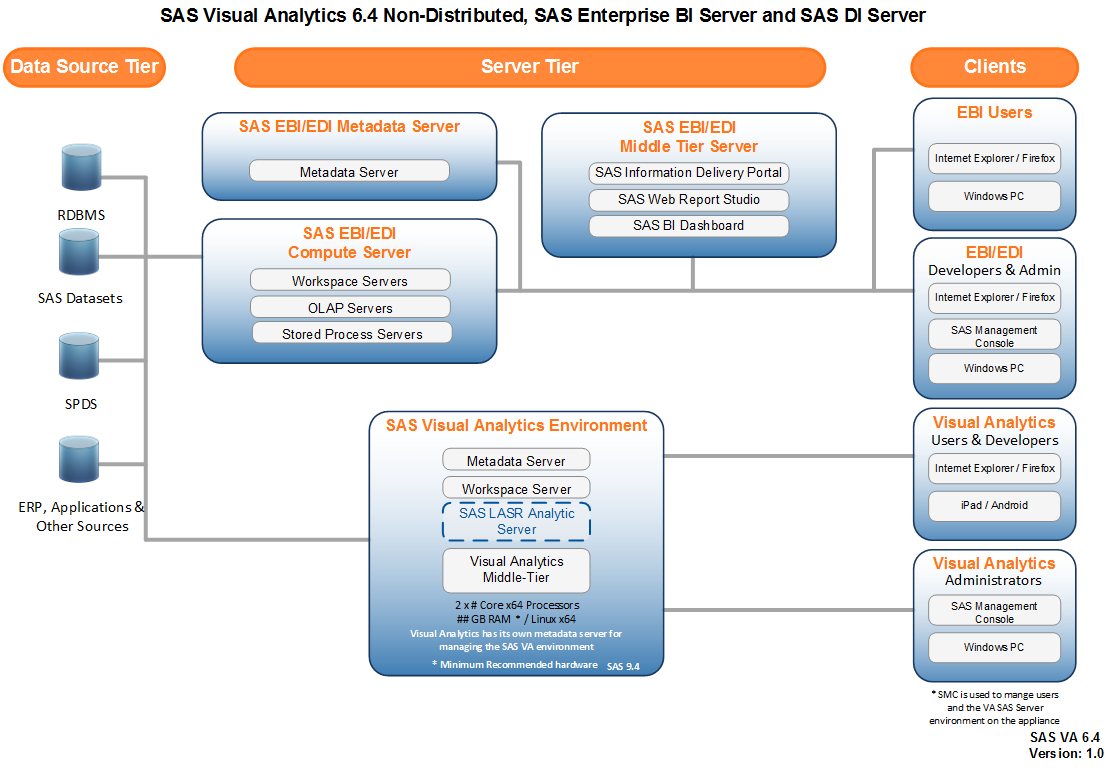 SAS Visual Analytics 6.4 Non-Distributed, SAS Enterprise BI Server and SAS DI Server
Data Source Tier
Server Tier
Clients
RDBMS
SAS Datasets
SPDS
ERP, Applications &
Other Sources
SAS EBI/EDI Metadata Server
Metadata Server
SAS EBI/EDI
Compute Server
Workspace Servers
OLAP Servers
Stored Process Servers
SAS EBI/EDI
Middle Tier Server
SAS Information Delivery Portal
SAS Web Report Studio
SAS BI Dashboard
SAS Visual Analytics Environment
Metadata Server
Workspace Server
SAS LASR Analytic
Server
Visual Analytics
Middle-Tier
2 x # Core x64 Processors
## GB RAM * / Linux x64
Visual Analytics has its own metadata server for
managing the SAS VA environment
* Minimum Recommended hardware SAS 9.4
EBI Users
Internet Explorer / Firefox
Windows PC
EBI/EDI
Developers & Admin
Internet Explorer / Firefox
SAS Management
Console
Windows PC
Visual Analytics
Users & Developers
Internet Explorer / Firefox
iPad / Android
Visual Analytics
Administrators
SAS Management
Console
Windows PC
* SMC is used to mange users
and the VA SAS Server
environment on the appliance
SAS VA 6.4
Version: 1.0